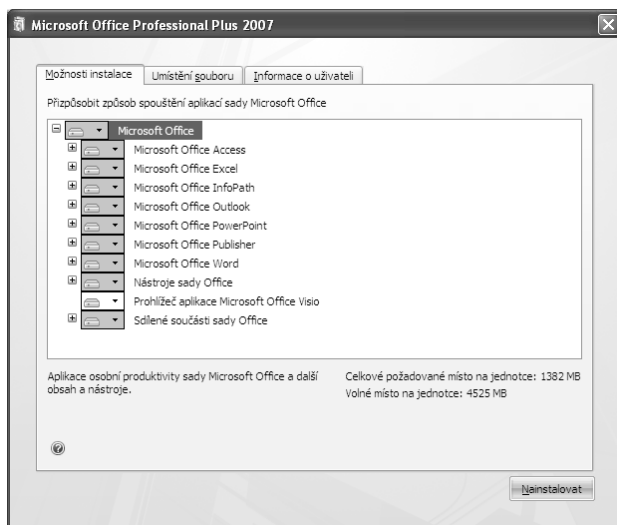 Microsoft Office Professional Plus 2007
Možnosti instalace
Umístění souboru
Informace o uživateli
Přizpůsobit způsob spouštění aplikací sady Microsoft Office
Microsoft Office
Microsoft Office Access
Microsoft Office Excel
Microsoft Office InfoPath
Microsoft Office Outlook
Microsoft Office PowerPoint
Microsoft Office Publisher
Microsoft Office Word
Nástroje sady Office
Prohlížeč aplikace Microsoft Office Visio
Sdílené součásti sady Office
Aplikace osobní produktivity sady Microsoft Office a další
obsah a nástroje.
Celkové požadované místo na jednotce: 1382 MB
Volné místo na jednotce: 4525 MB
Nainstalovat